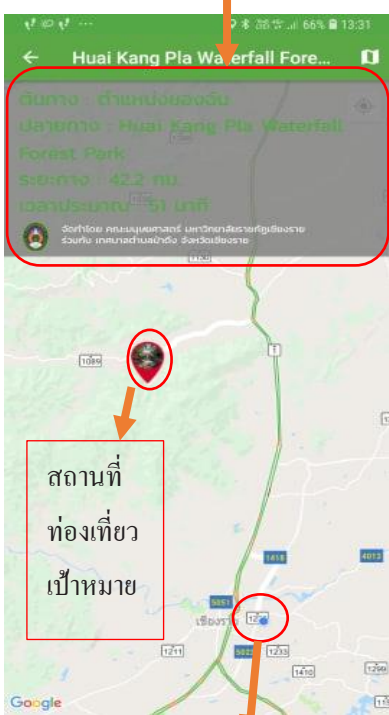 66% 13:31
Huai Kang Pla Waterfall Fore...
ต้นทาง : ตำแหน่งของฉัน
ปลายทาง : Huai Kang Pla Waterfall
Forest Park
ระยะทาง : 42.2 กม.
เวลาประมาณ : 51 นาที
จัดทำโดย คณะมนุษยศาสตร์ มหาวิทยาลัยราชภัฏเชียงราย
ร่วมกับ เทศบาลตำบลป่าตึง จังหวัดเชียงราย
1130
1089
1
สถานที่
ท่องเที่ยว
เป้าหมาย
1418
4013
5051
เชียงราย
1211
1233
1410
1299
Google